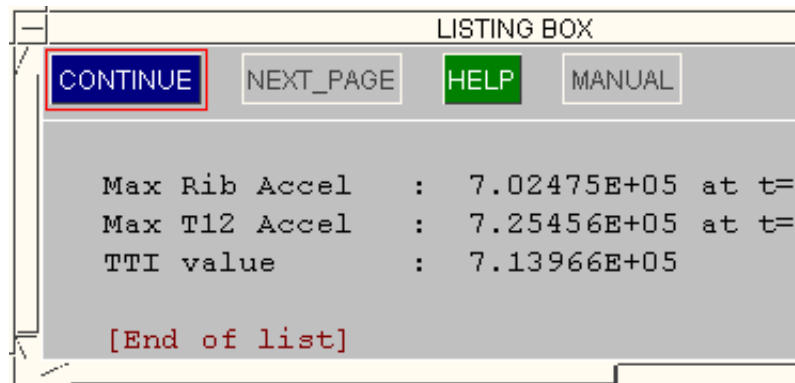 LISTING BOX
CONTINUE NEXT_PAGE HELP MANUAL
Max Rib Accel : 7.02475E+05 at t=
Max T12 Accel : 7.25456E+05 at t=
TTI value : 7.13966E+05
[End of list]